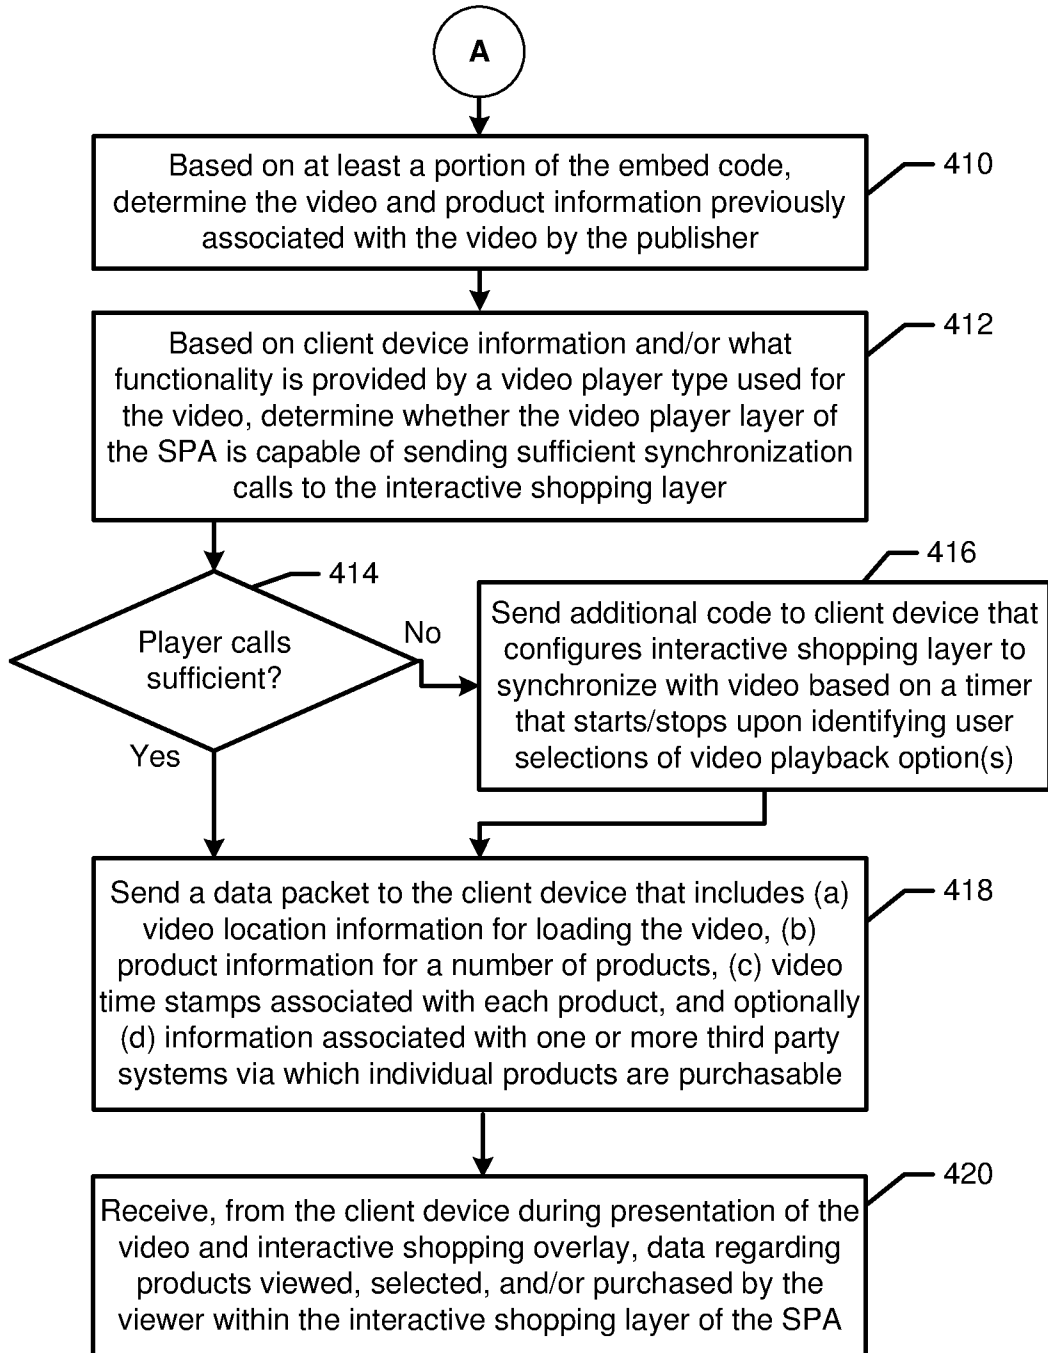 A
Based on at least a portion of the embed code,
determine the video and product information previously
associated with the video by the publisher
410
Based on client device information and/or what
functionality is provided by a video player type used for
the video, determine whether the video player layer of
the SPA is capable of sending sufficient synchronization
calls to the interactive shopping layer
412
Player calls
sufficient?
414
No
Yes
Send additional code to client device that
configures interactive shopping layer to
synchronize with video based on a timer
that starts/stops upon identifying user
selections of video playback option(s)
416
Send a data packet to the client device that includes (a)
video location information for loading the video, (b)
product information for a number of products, (c) video
time stamps associated with each product, and optionally
(d) information associated with one or more third party
systems via which individual products are purchasable
418
Receive, from the client device during presentation of the
video and interactive shopping overlay, data regarding
products viewed, selected, and/or purchased by the
viewer within the interactive shopping layer of the SPA
420